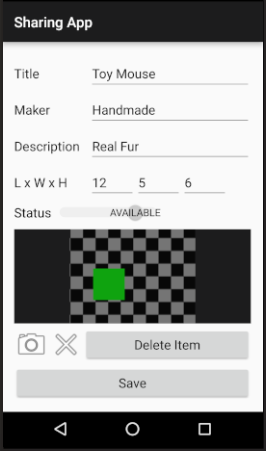 Sharing App
Title Toy Mouse
Maker Handmade
Description Real Fur
L x W x H 12 5 6
Status AVAILABLE
Delete Item
Save